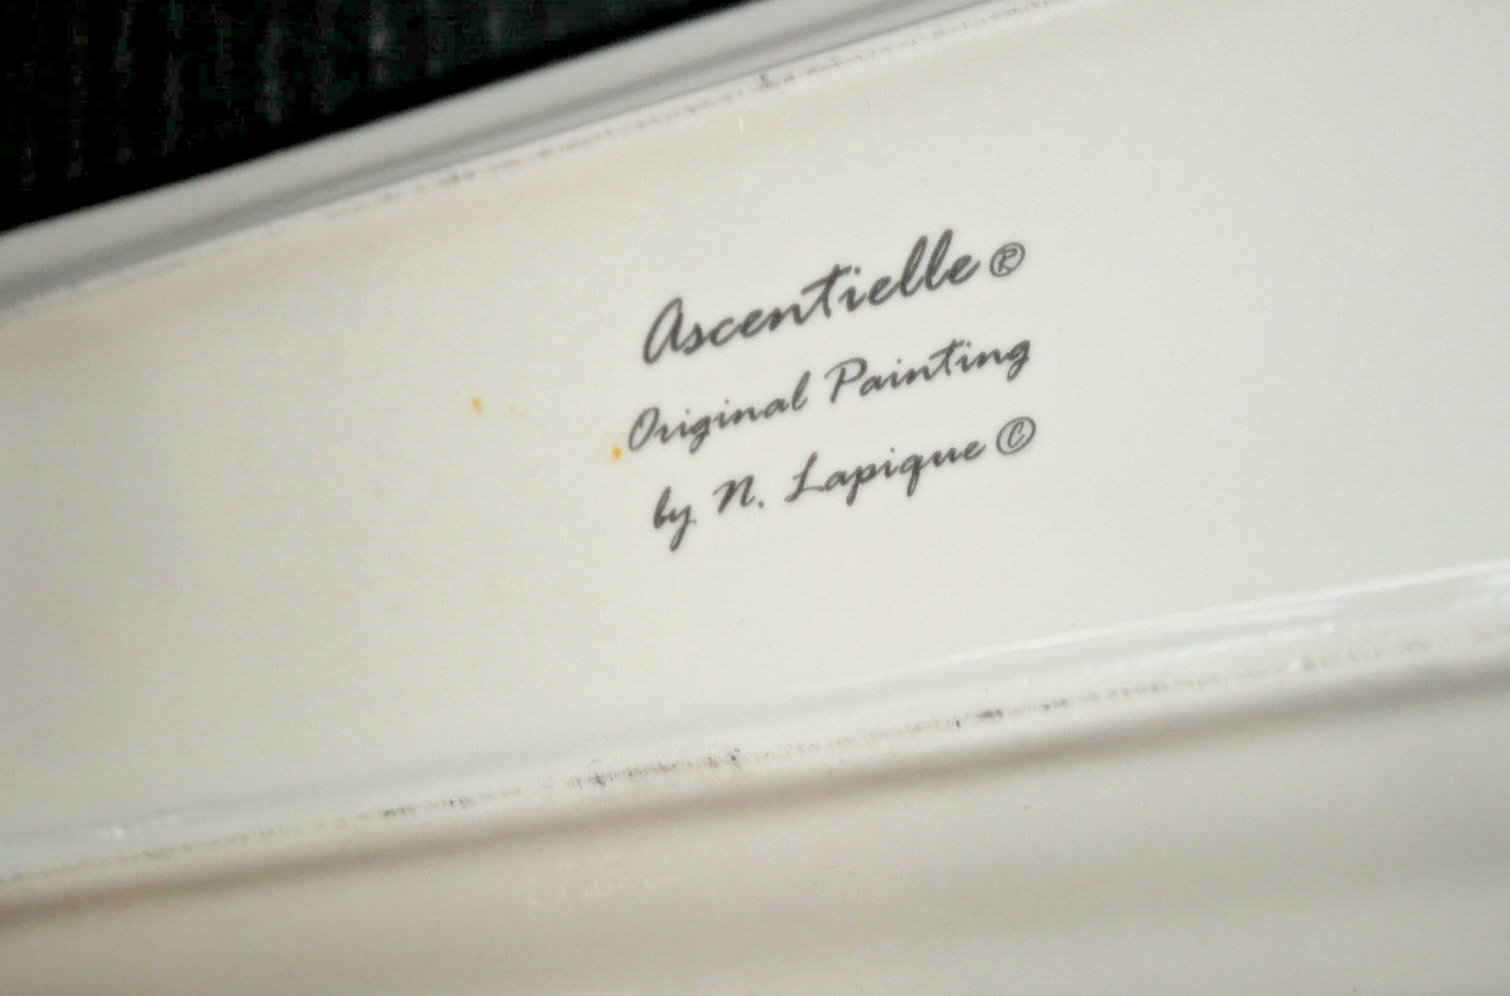 Ascentielle ®
Original Painting
by N. Lapique ©